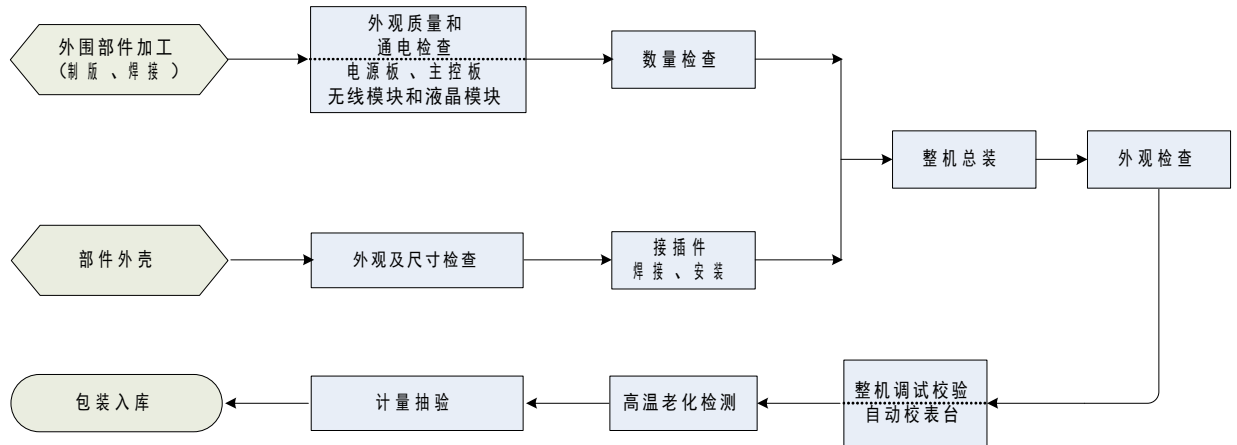 外围部件加工
（制版、焊接）
外观质量和
通电检查
电源板、主控板
无线模块和液晶模块
数量检查
整机总装
外观检查
部件外壳
外观及尺寸检查
接插件
焊接、安装
包装入库
计量抽验
高温老化检测
整机调试校验
自动校表台